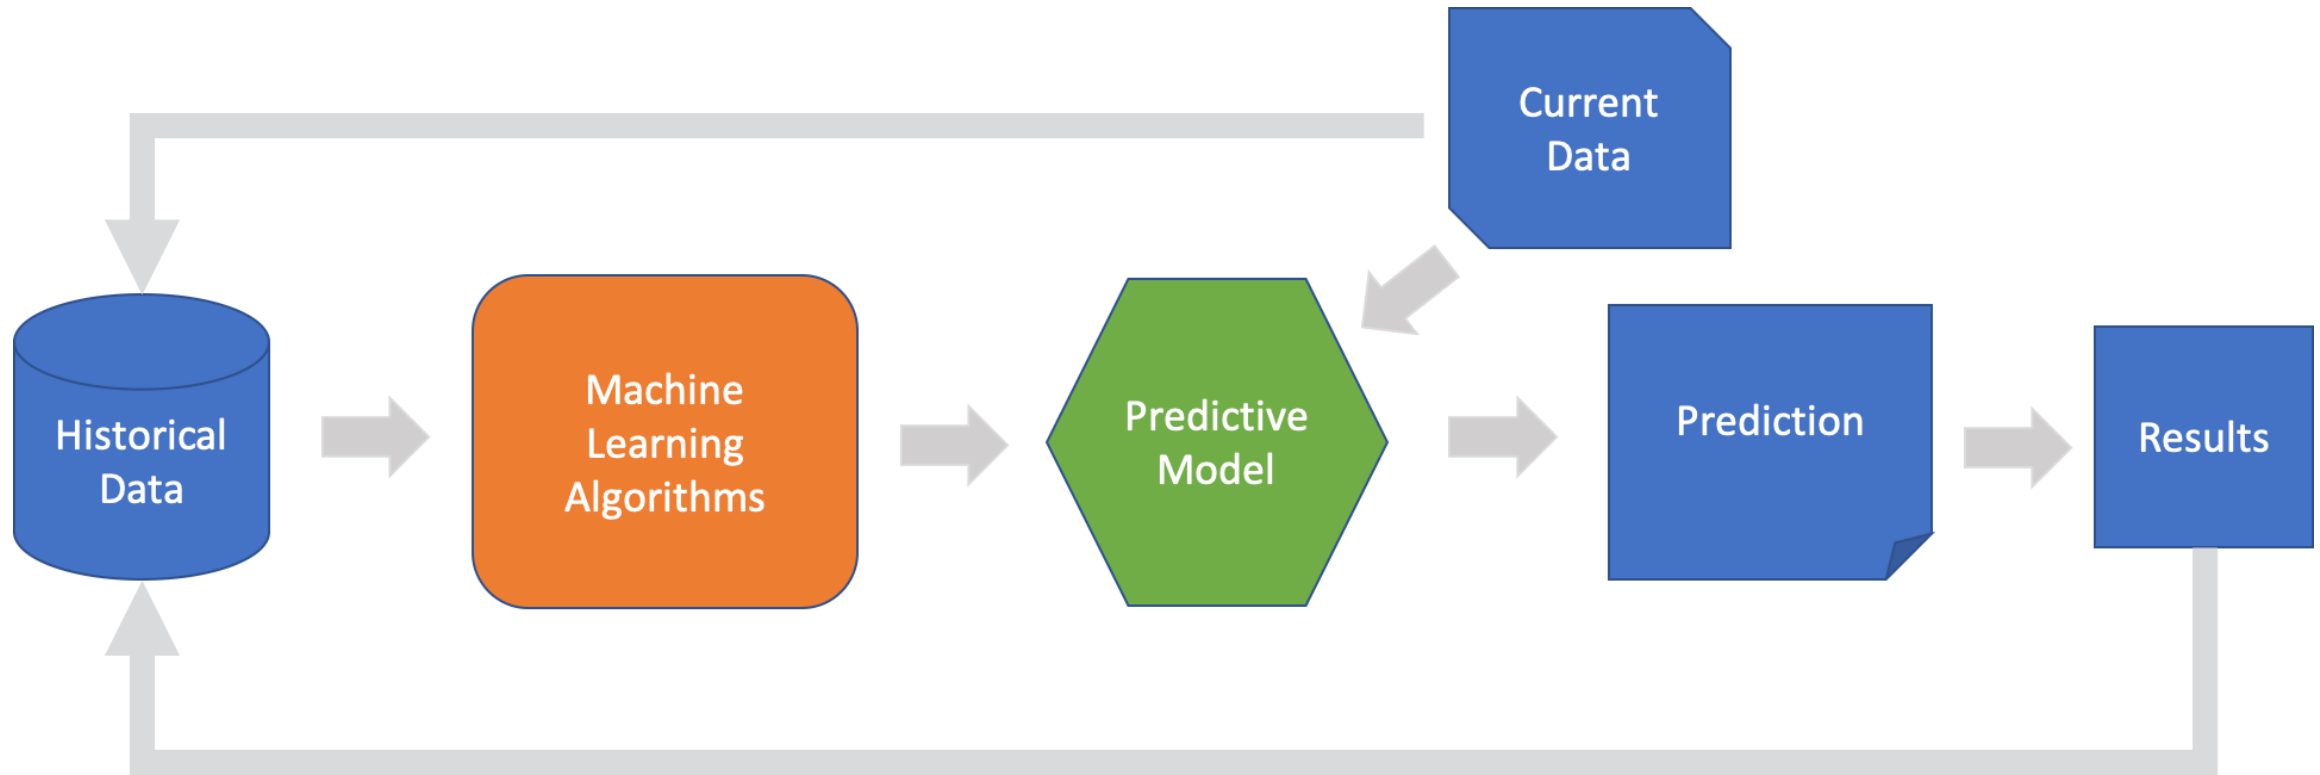 Current
Data
Historical
Data
Machine
Learning
Algorithms
Predictive
Model
Prediction
Results